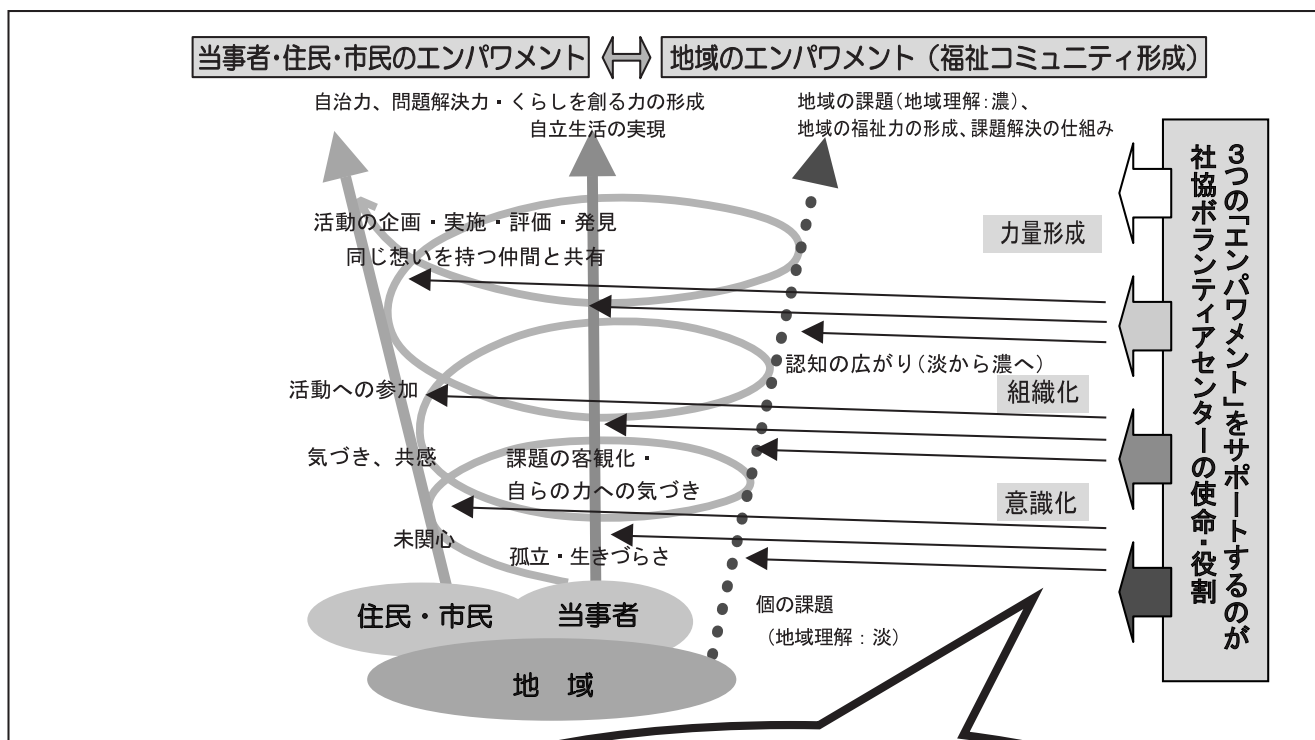 当事者・住民・市民のエンパワメント
地域のエンパワメント（福祉コミュニティ形成）
自治力、問題解決力・くらしを創る力の形成
自立生活の実現
地域の課題（地域理解：濃）、
地域の福祉力の形成、課題解決の仕組み
3つの「エンパワメント」をサポートするのが
社協ボランティアセンターの使命・役割
活動の企画・実施・評価・発見
同じ想いを持つ仲間と共有
力量形成
認知の広がり（淡から濃へ）
組織化
活動への参加
気づき、共感
課題の客観化・
自らの力への気づき
意識化
未関心
孤立・生きづらさ
個の課題
（地域理解：淡）
住民・市民
当事者
地　域